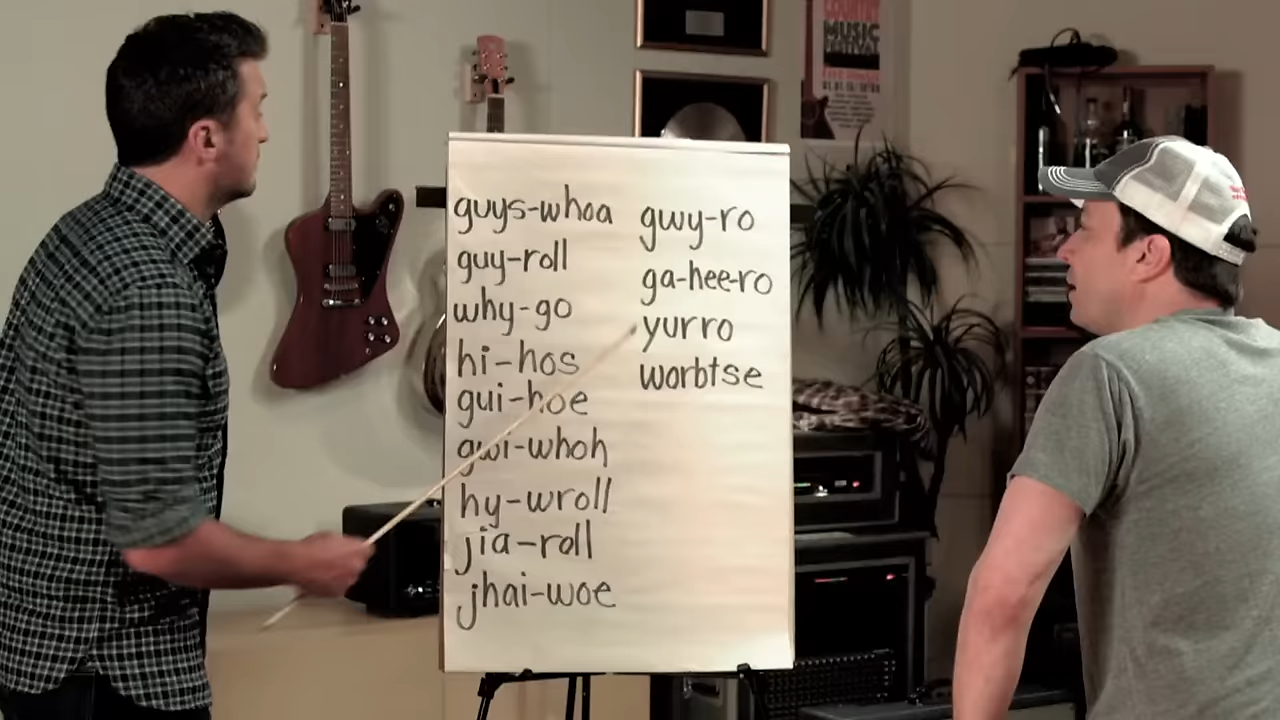 guys-whoa
guy-roll
why-go
hi-hos
gui-hoe
gwi-whoh
hy-wroll
jia-roll
jhai-woe
gwy-ro
ga-hee-ro
yurro
worbtse
COUNTRY
MUSIC
FESTIVAL